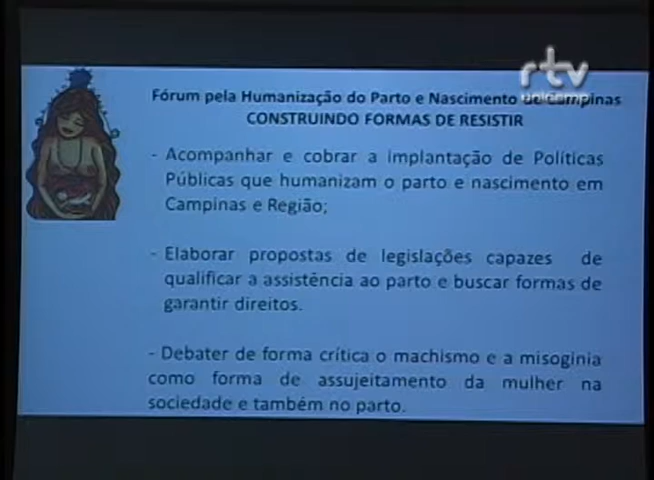 rtv
unicamp
Fórum pela Humanização do Parto e Nascimento de Campinas
CONSTRUINDO FORMAS DE RESISTIR
- Acompanhar e cobrar a implantação de Políticas
Públicas que humanizam o parto e nascimento em
Campinas e Região;
- Elaborar propostas de legislações capazes de
qualificar a assistência ao parto e buscar formas de
garantir direitos.
- Debater de forma crítica o machismo e a misoginia
como forma de assujeitamento da mulher na
sociedade e também no parto.